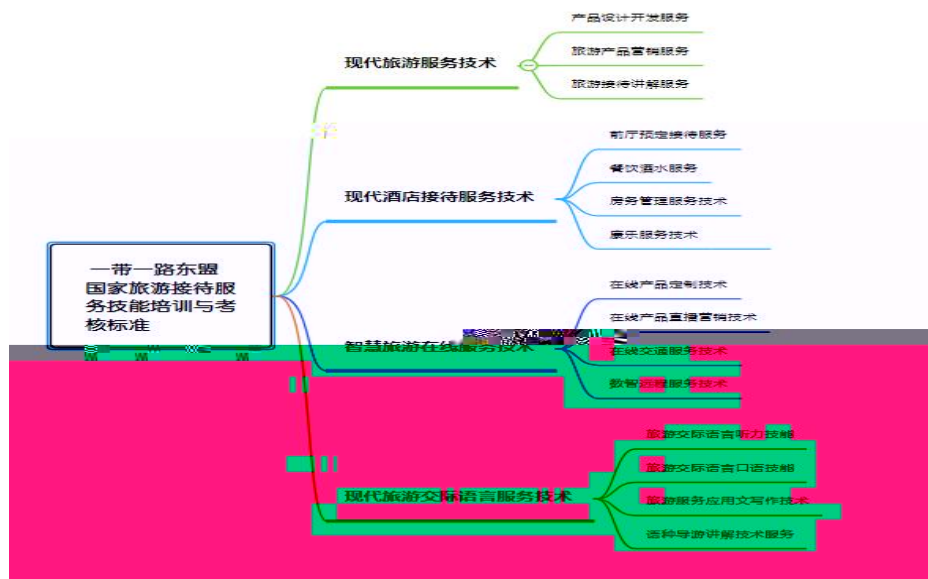 一带一路东盟
国家旅游接待服
务技能培训与考
核标准
现代旅游服务技术
产品设计开发服务
旅游产品营销服务
旅游接待讲解服务
现代酒店接待服务技术
前厅预定接待服务
餐饮酒水服务
房务管理服务技术
康乐服务技术
智慧旅游在线服务技术
在线产品定制技术
在线产品直播营销技术
在线交通服务技术
数智远程服务技术
现代旅游交际语言服务技术
旅游交际语言听力技能
旅游交际语言口语技能
旅游服务应用文写作技术
语种导游讲解技术服务